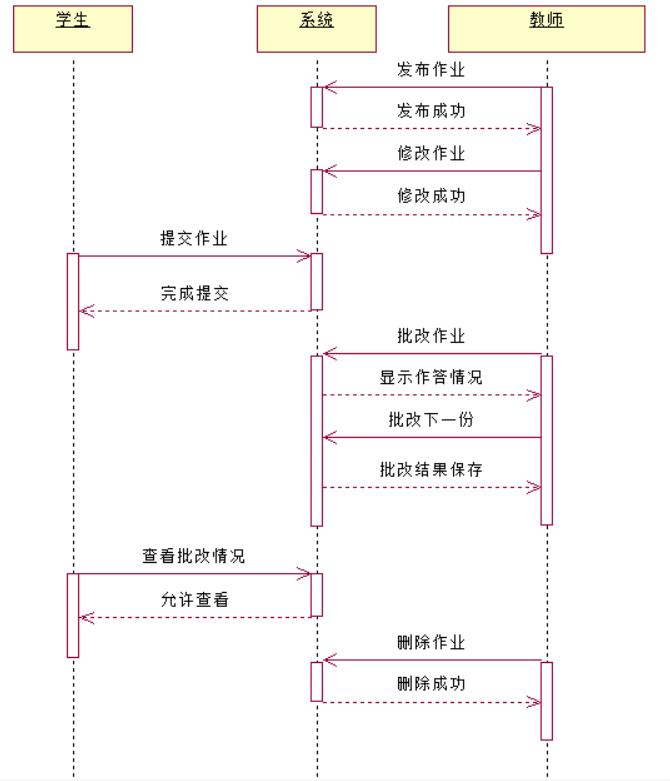 学生
系统
教师
发布作业
发布成功
修改作业
修改成功
提交作业
完成提交
批改作业
显示作答情况
批改下一份
批改结果保存
查看批改情况
允许查看
删除作业
删除成功